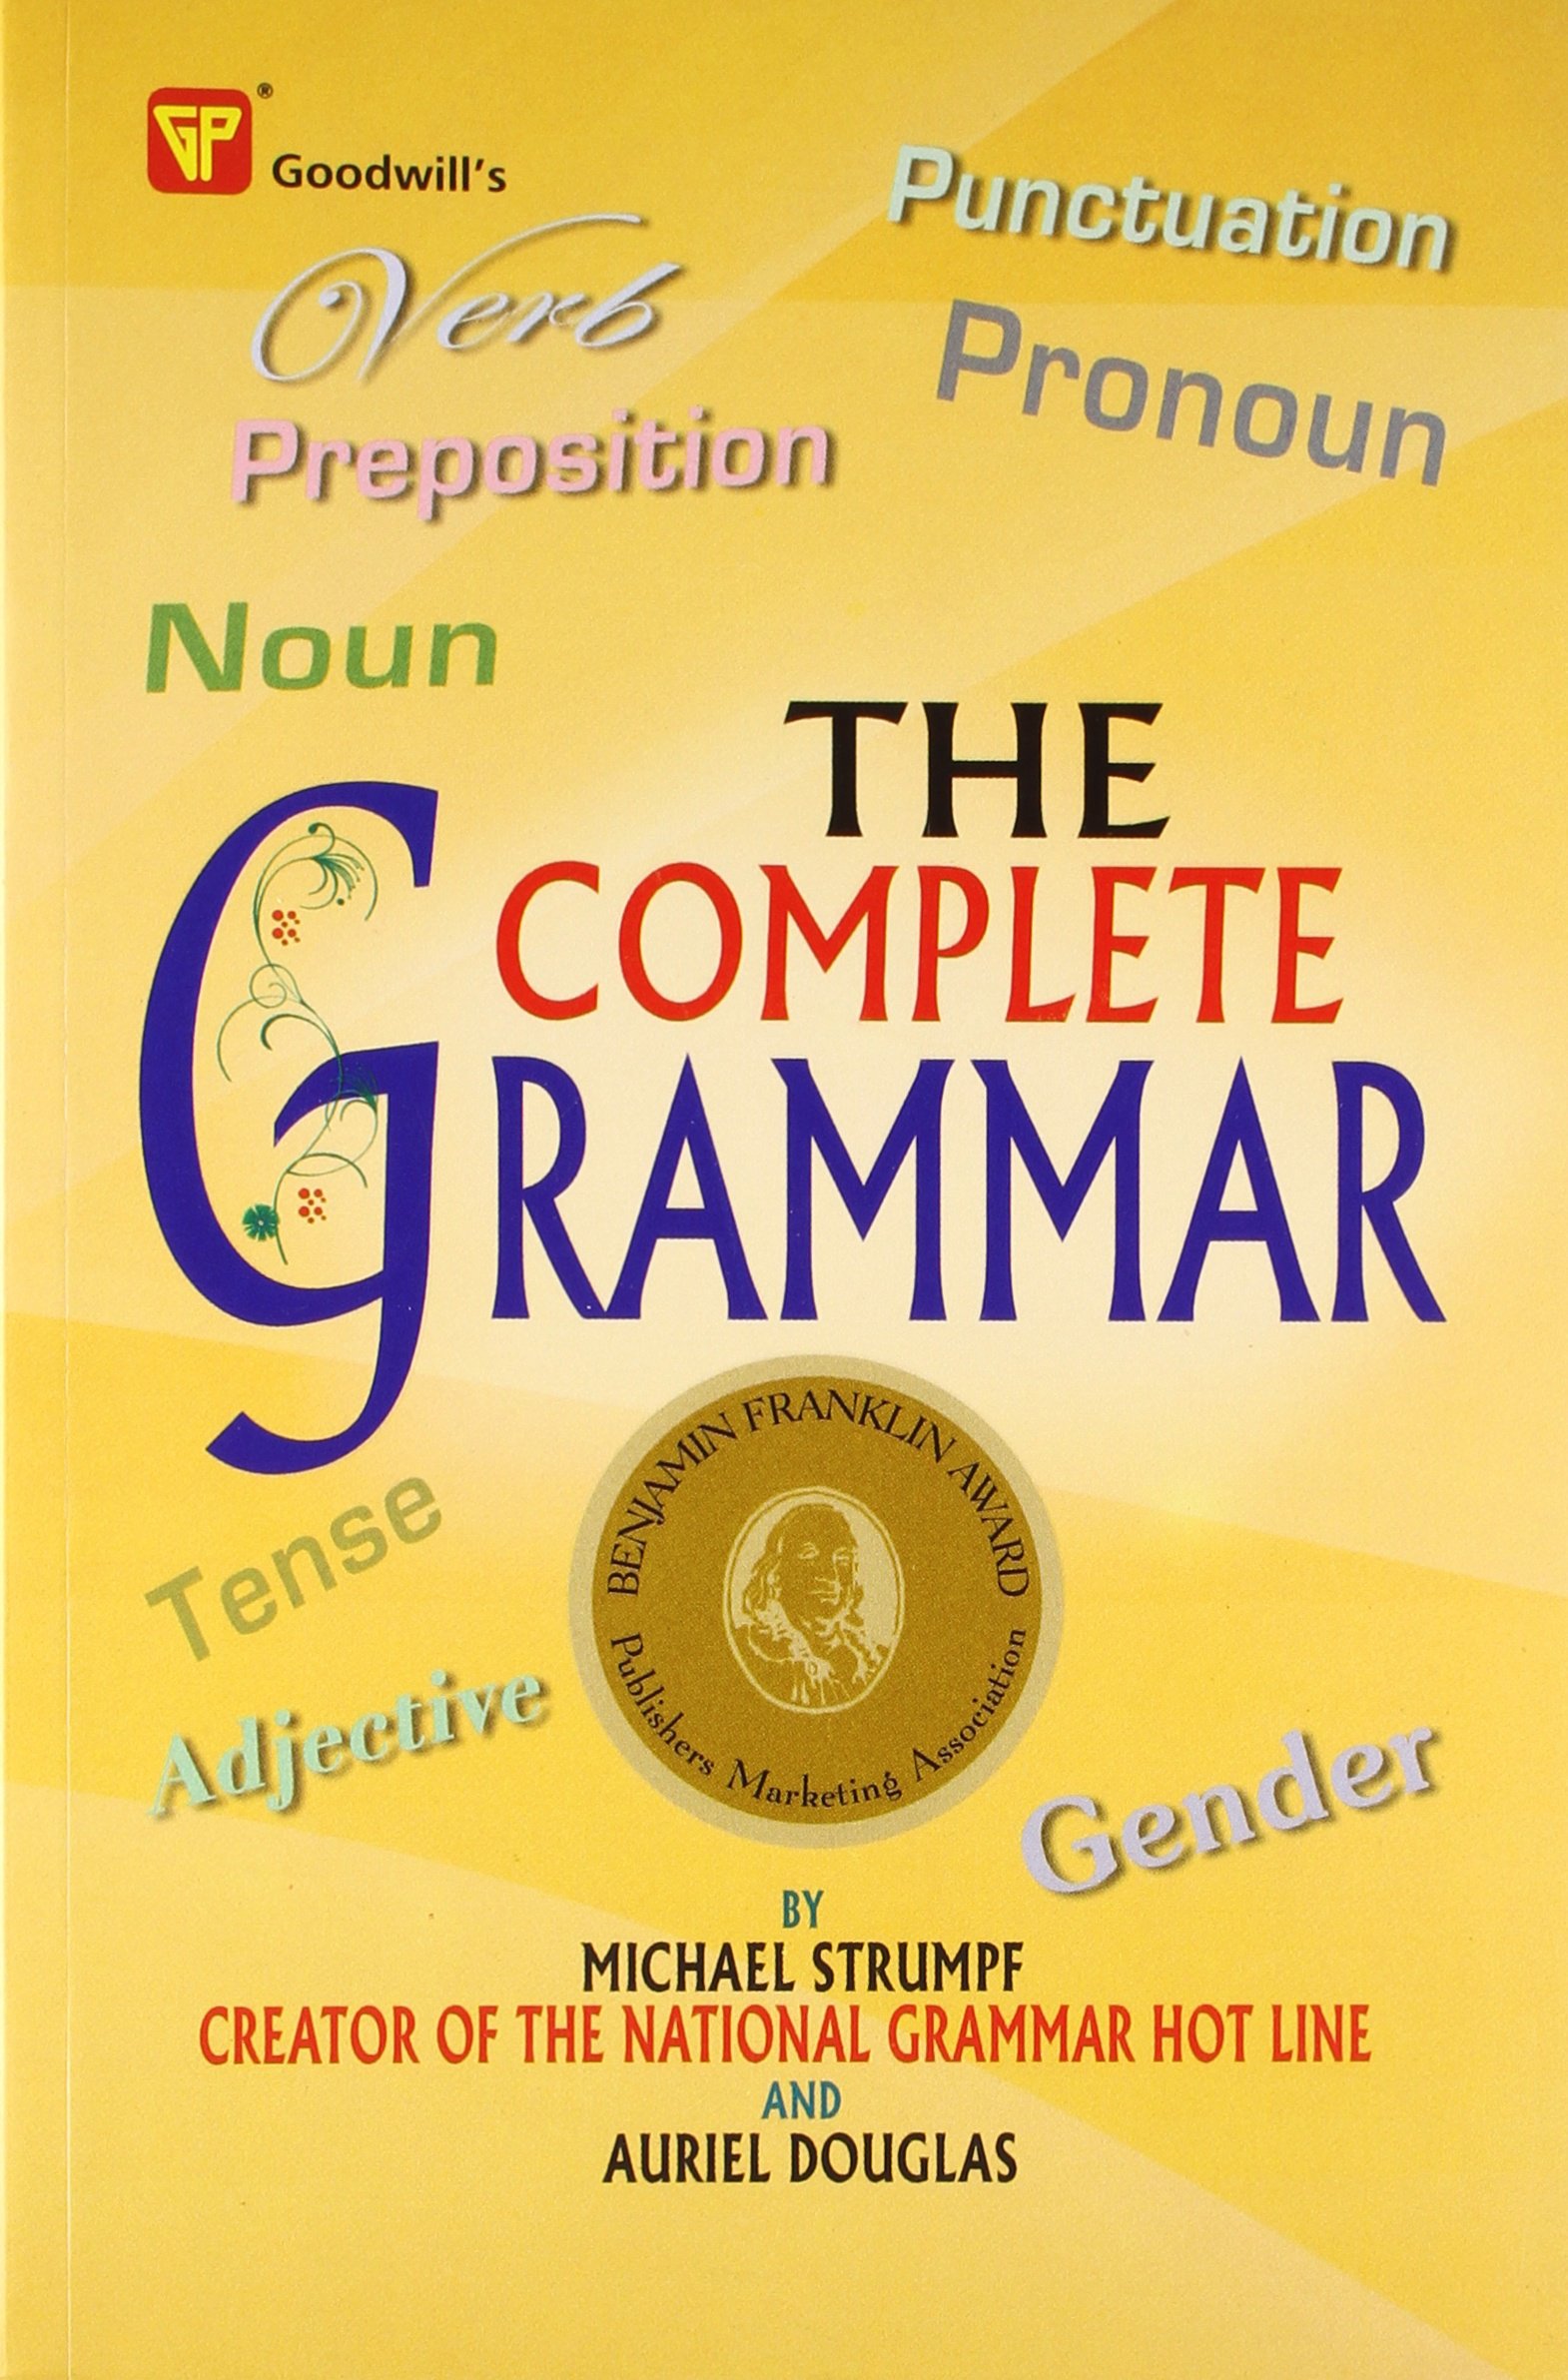 GP®
Goodwill's
Verb
Punctuation
Pronoun
Preposition
Noun
THE
COMPLETE
GRAMMAR
BENJAMIN FRANKLIN AWARD
Publishers Marketing Association
Tense
Adjective
Gender
BY
MICHAEL STRUMPF
CREATOR OF THE NATIONAL GRAMMAR HOT LINE
AND
AURIEL DOUGLAS